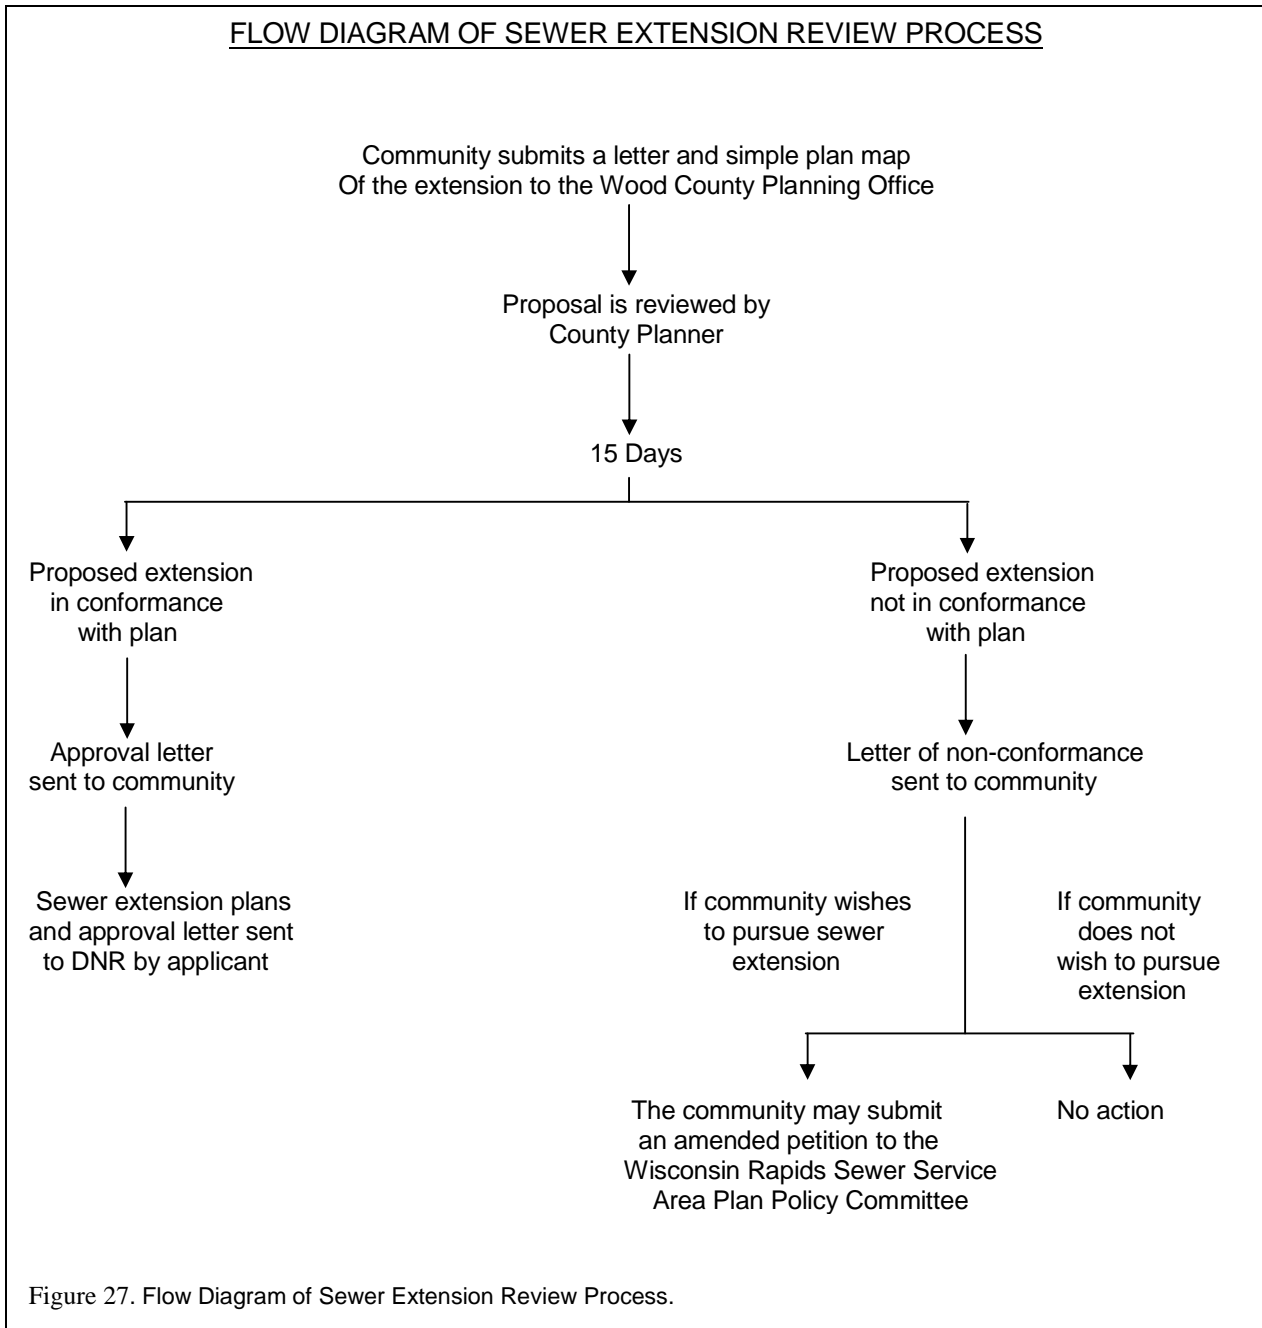 FLOW DIAGRAM OF SEWER EXTENSION REVIEW PROCESS
Community submits a letter and simple plan map
Of the extension to the Wood County Planning Office
Proposal is reviewed by
County Planner
15 Days
Proposed extension
in conformance
with plan
Approval letter
sent to community
Sewer extension plans
and approval letter sent
to DNR by applicant
Proposed extension
not in conformance
with plan
Letter of non-conformance
sent to community
If community wishes
to pursue sewer
extension
The community may submit
an amended petition to the
Wisconsin Rapids Sewer Service
Area Plan Policy Committee
If community
does not
wish to pursue
extension
No action
Figure 27. Flow Diagram of Sewer Extension Review Process.